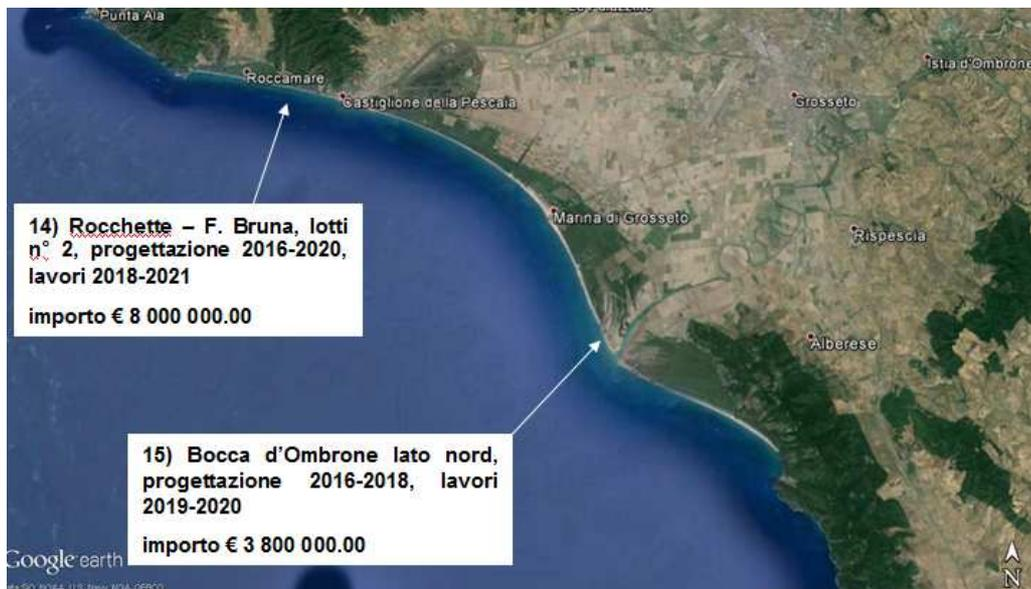 Punta Ala
Roccamare
Castiglione della Pescaia
Grosseto
Istia d'Ombrone
Marina di Grosseto
Rispescia
Alberese
14) Rocchette – F. Bruna, lotti
n° 2, progettazione 2016-2020,
lavori 2018-2021
importo € 8 000 000.00
15) Bocca d'Ombrone lato nord,
progettazione 2016-2018, lavori
2019-2020
importo € 3 800 000.00
Google earth
N